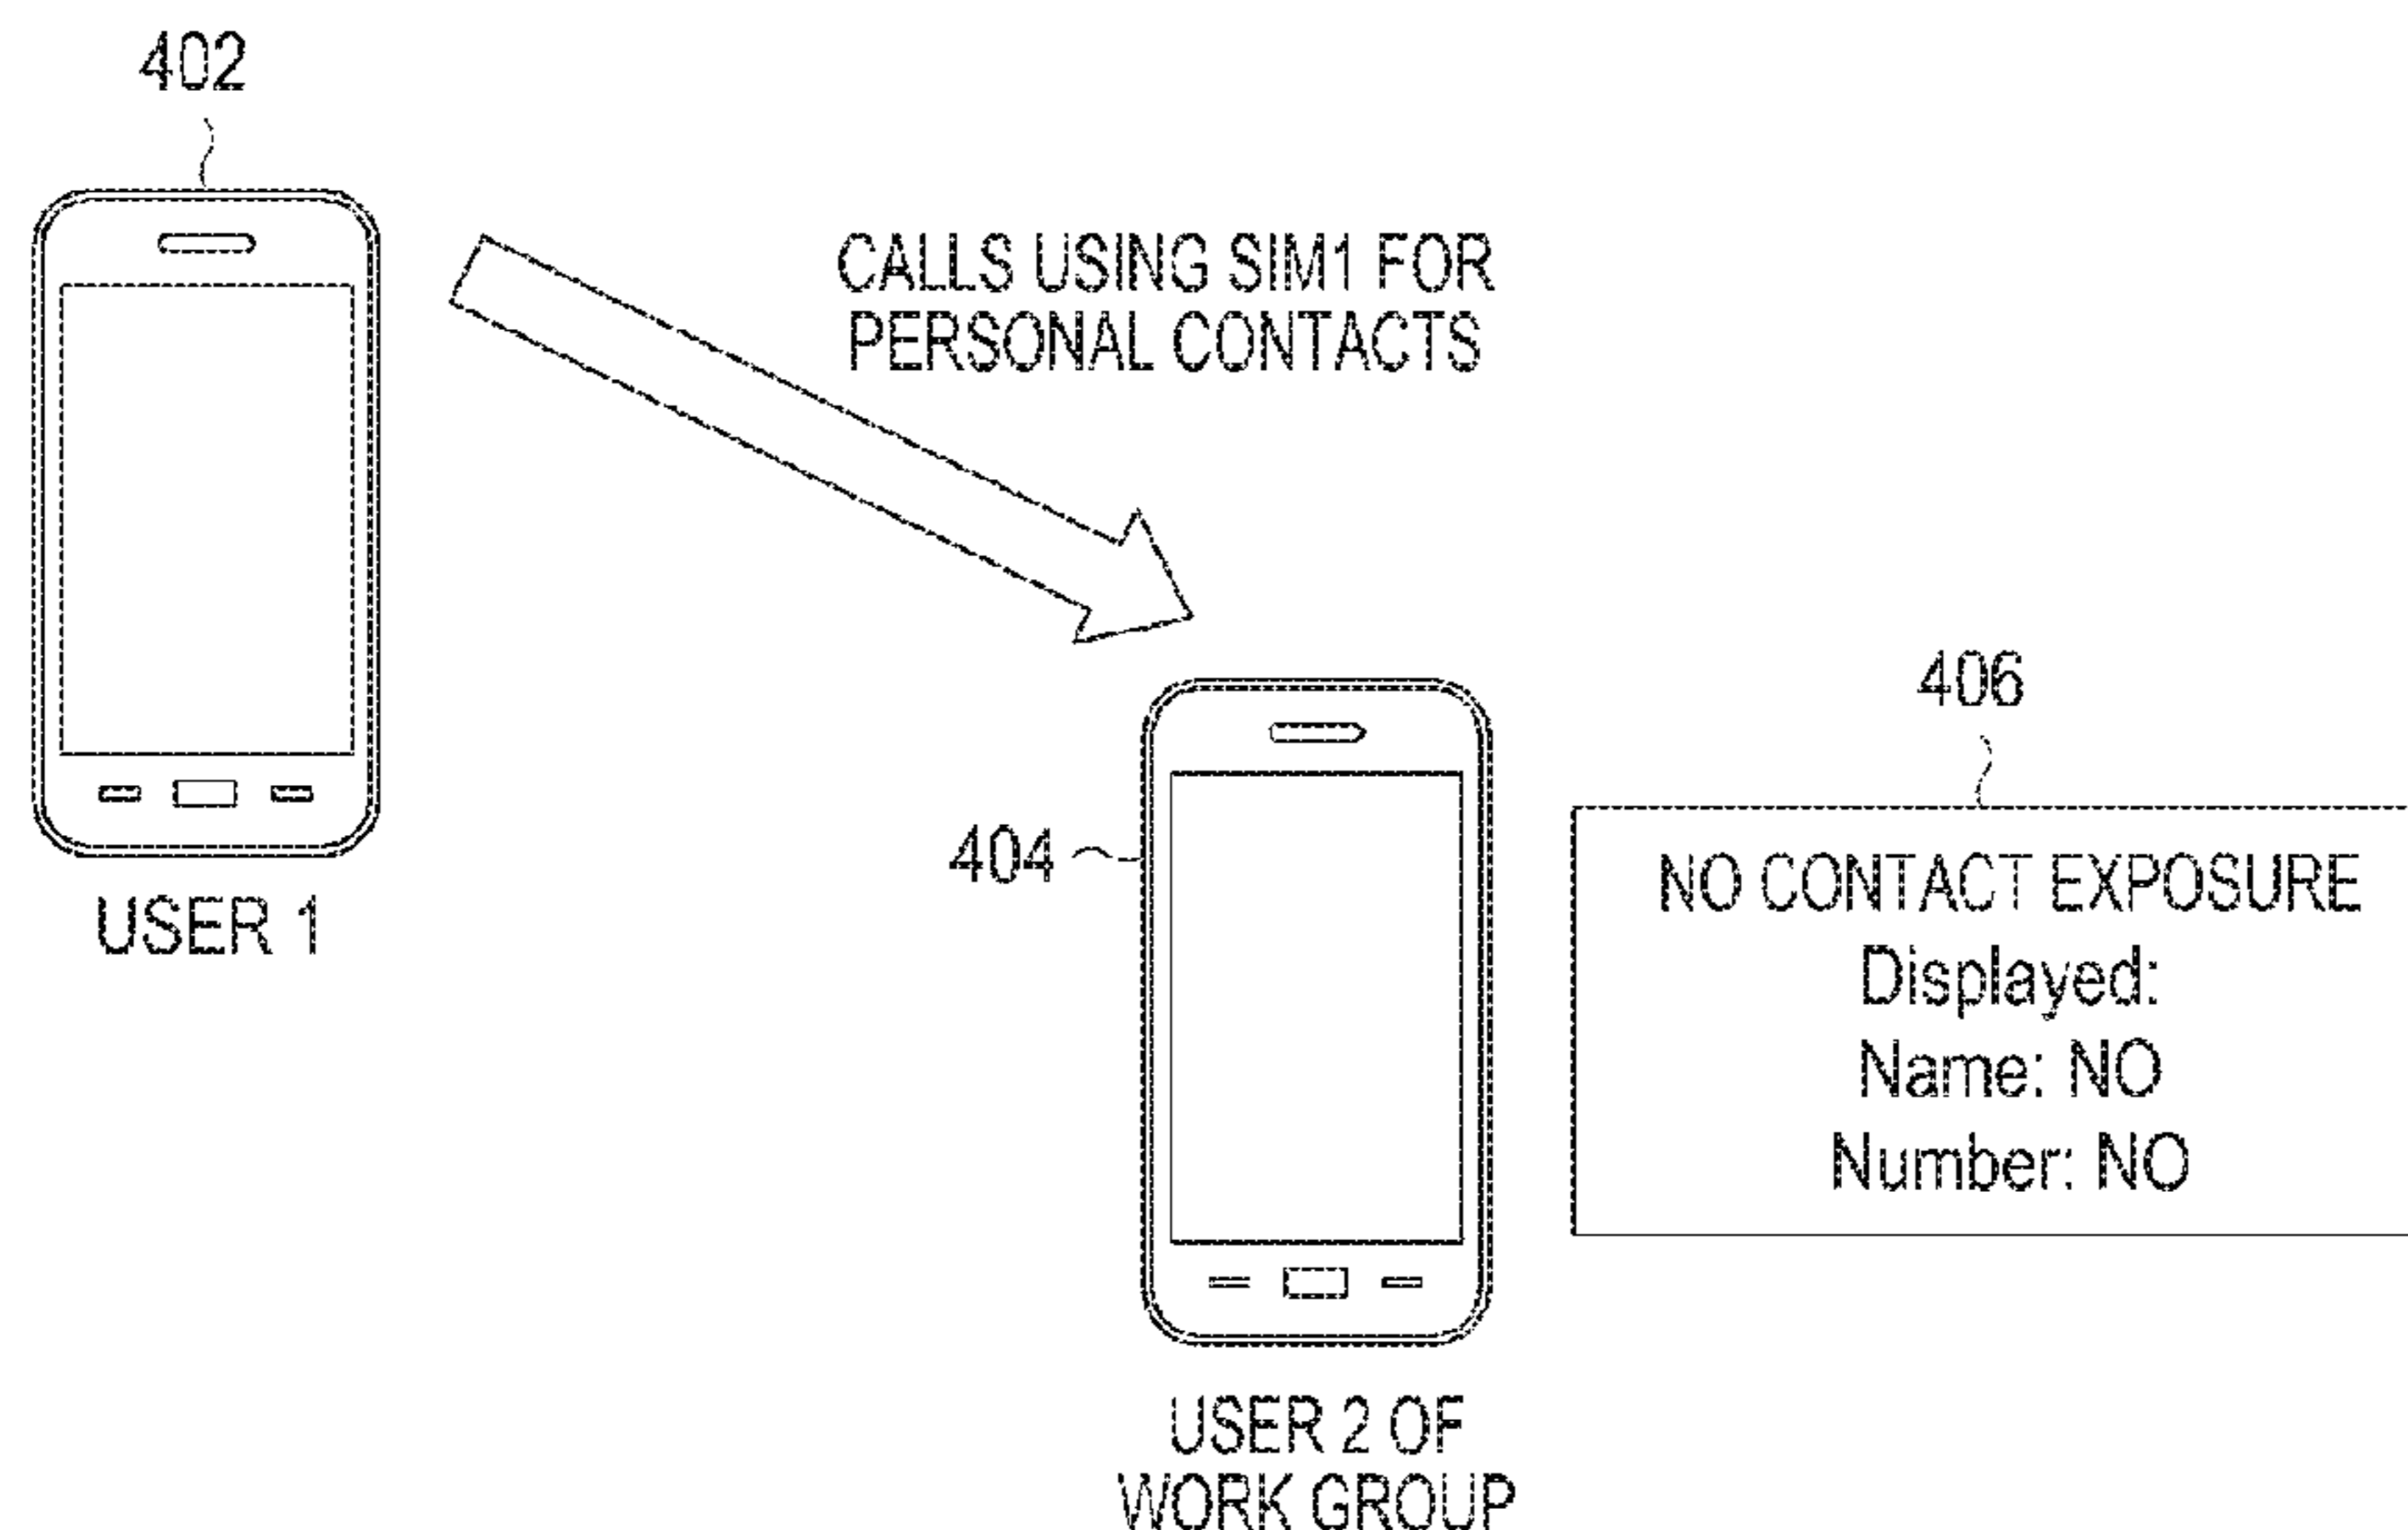 402
CALLS USING SIM1 FOR
PERSONAL CONTACTS
USER 1
404
406
NO CONTACT EXPOSURE
Displayed:
Name: NO
Number: NO
USER 2 OF
WORK GROUP